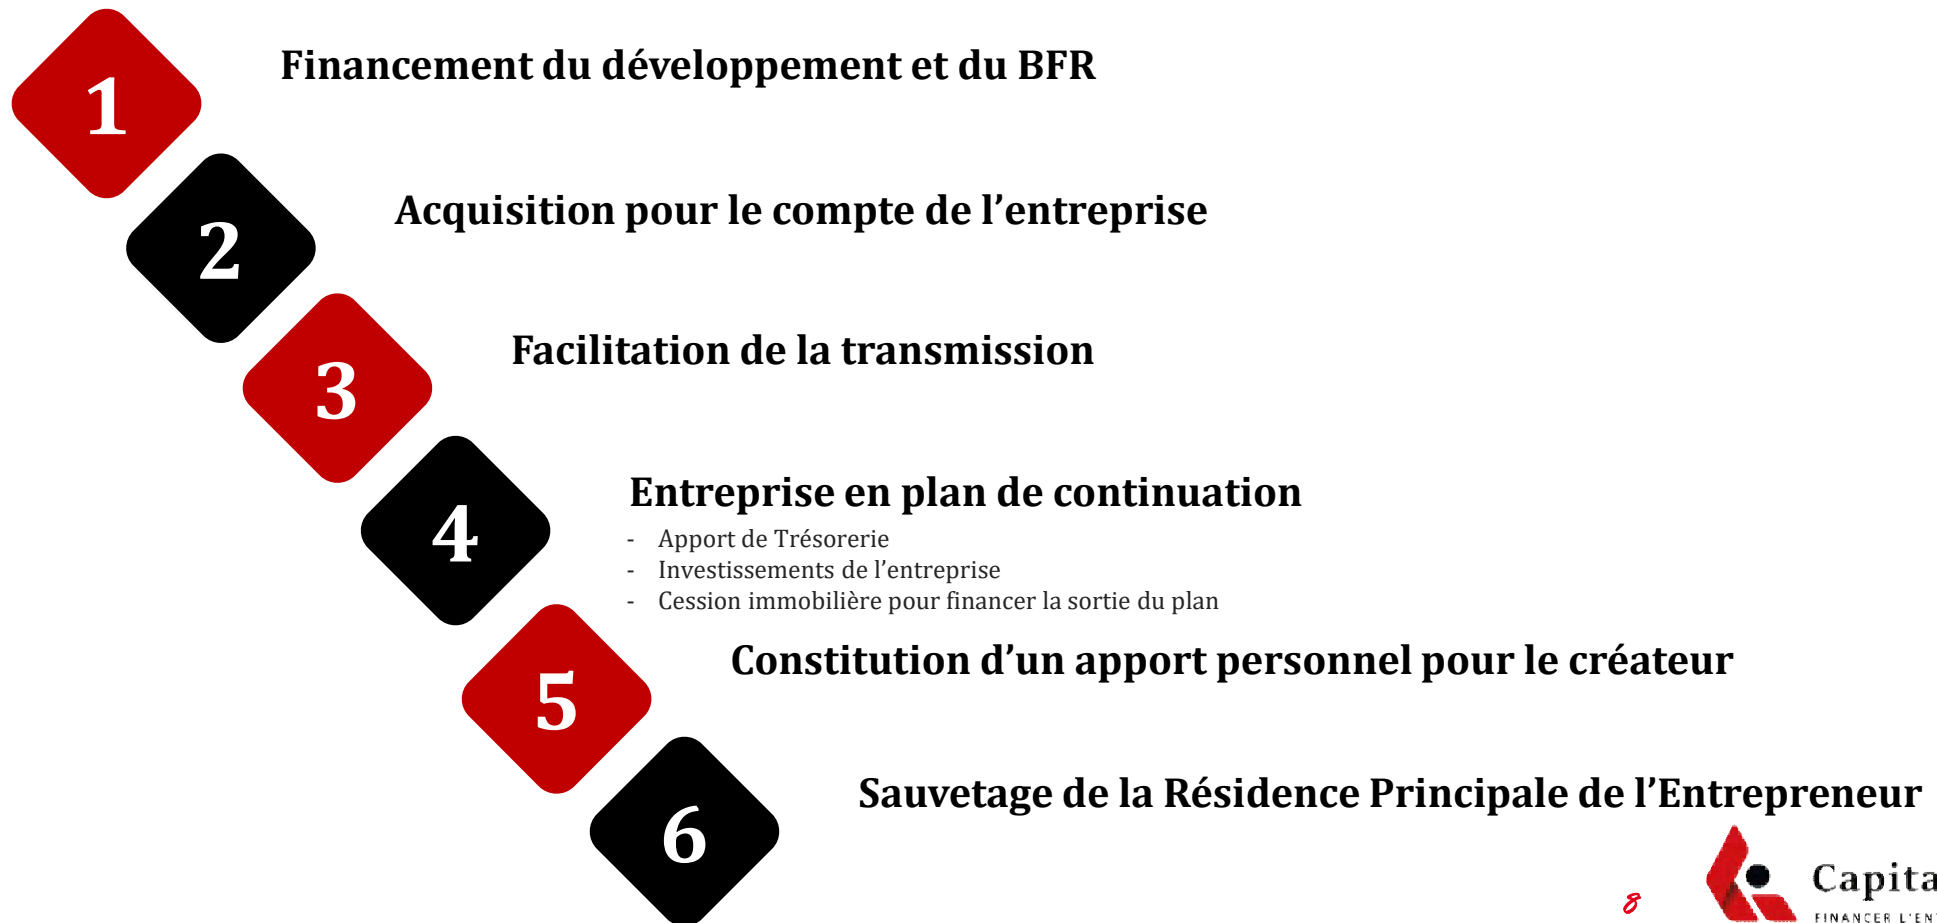 1
Financement du développement et du BFR
2
Acquisition pour le compte de l’entreprise
3
Facilitation de la transmission
4
Entreprise en plan de continuation
- Apport de Trésorerie
- Investissements de l’entreprise
- Cession immobilière pour financer la sortie du plan
5
Constitution d’un apport personnel pour le créateur
6
Sauvetage de la Résidence Principale de l’Entrepreneur
8
Capita
FINANCER L'EN